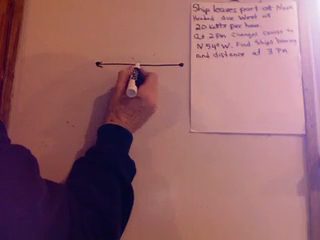 Ship leaves port at Noon
Headed due West at
20 knots per hour.
At 2 Pm Changes Course to
N 54° W. Find Ships bearing
and distance at 3 Pm